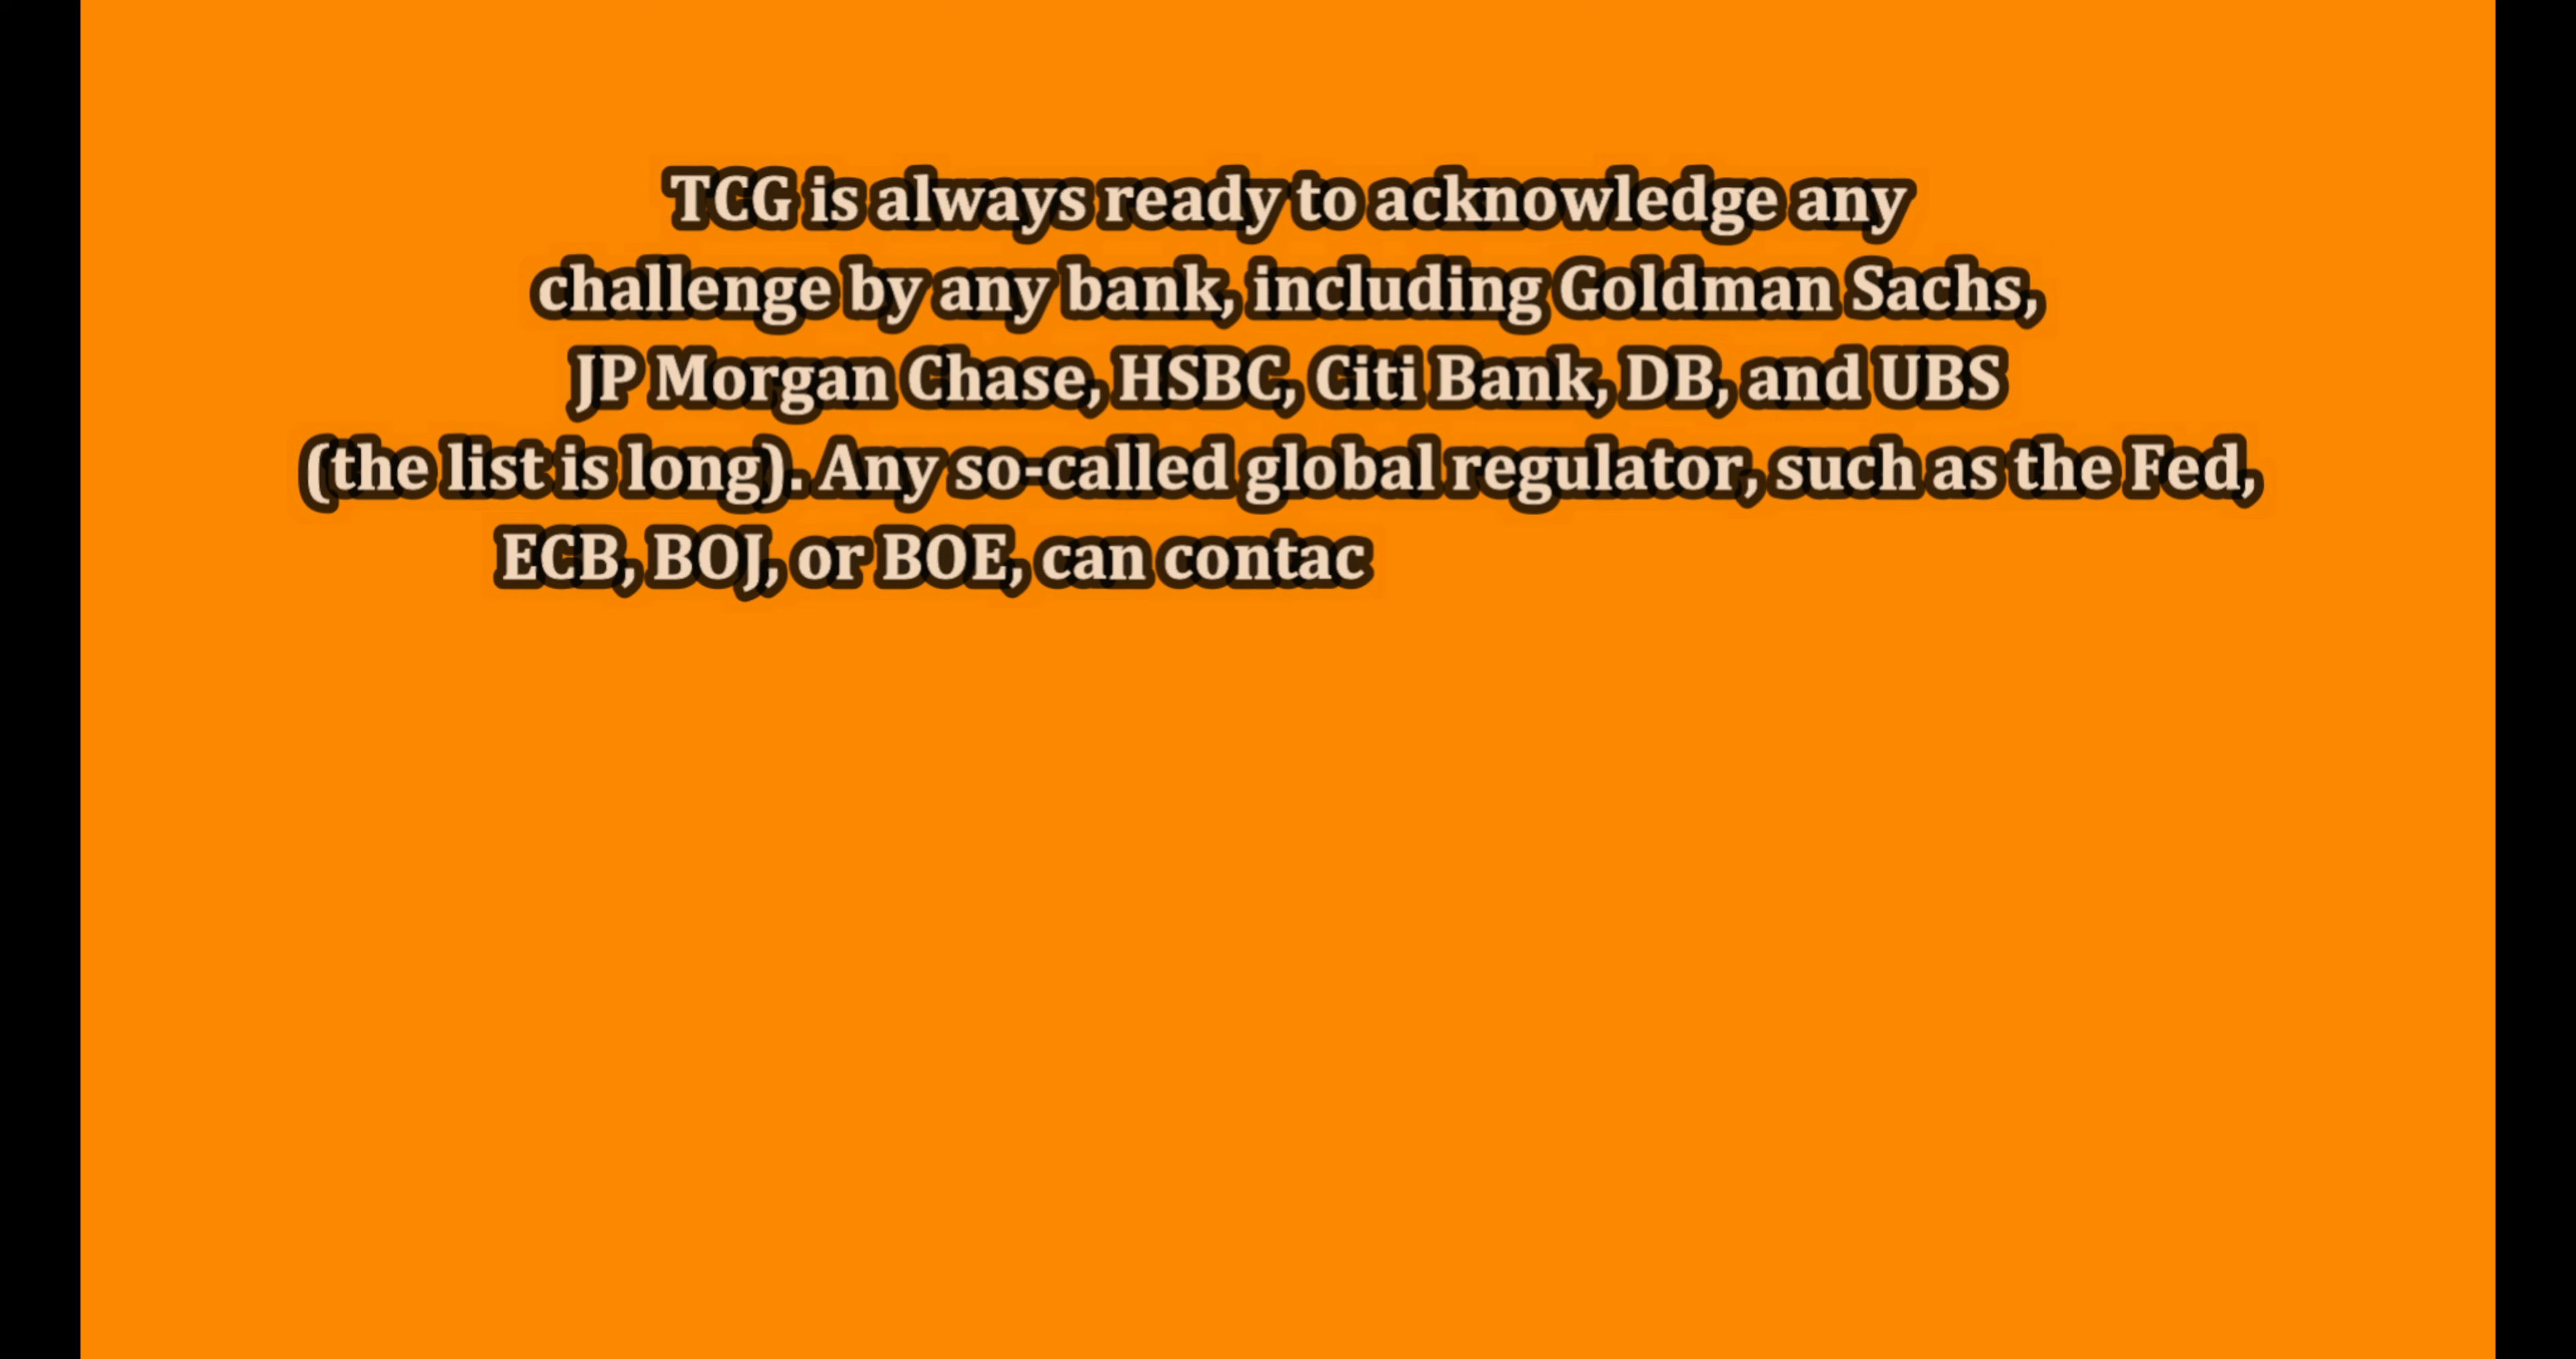 TCG is always ready to acknowledge any
challenge by any bank, including Goldman Sachs,
JP Morgan Chase, HSBC, Citi Bank, DB, and UBS
(the list is long). Any so-called global regulator, such as the Fed,
ECB, BOJ, or BOE, can contac